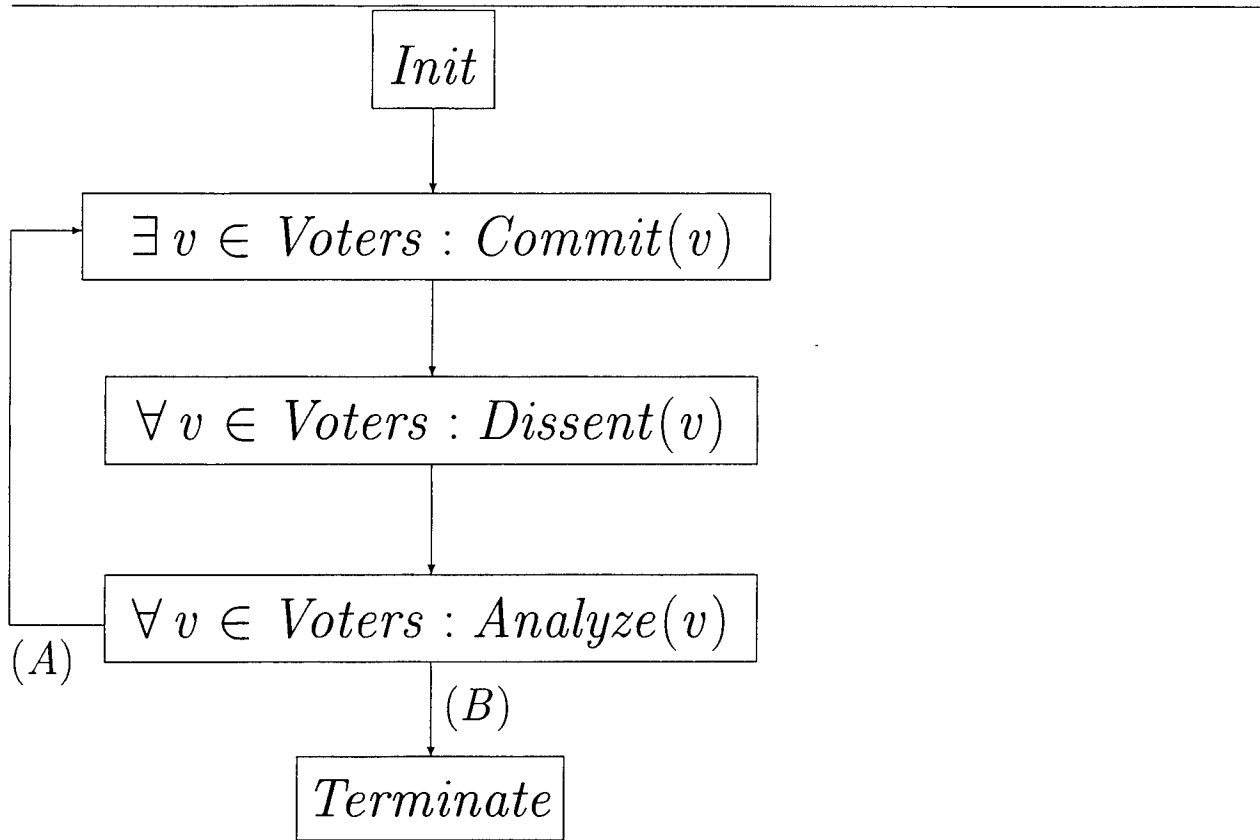 Init
∃ v ∈ Voters : Commit(v)
∀ v ∈ Voters : Dissent(v)
∀ v ∈ Voters : Analyze(v)
(A)
(B)
Terminate